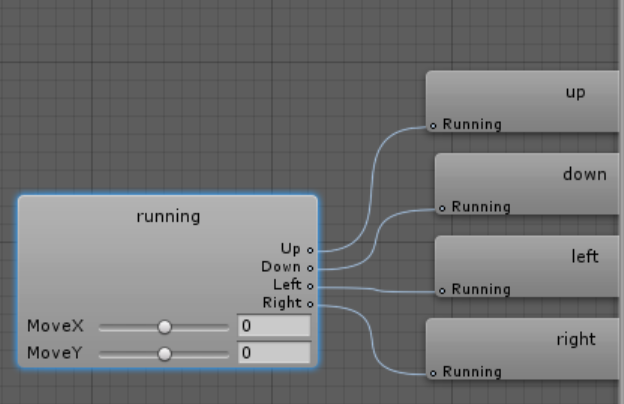 running
Up
Down
Left
Right
MoveX 0
MoveY 0
up
Running
down
Running
left
Running
right
Running